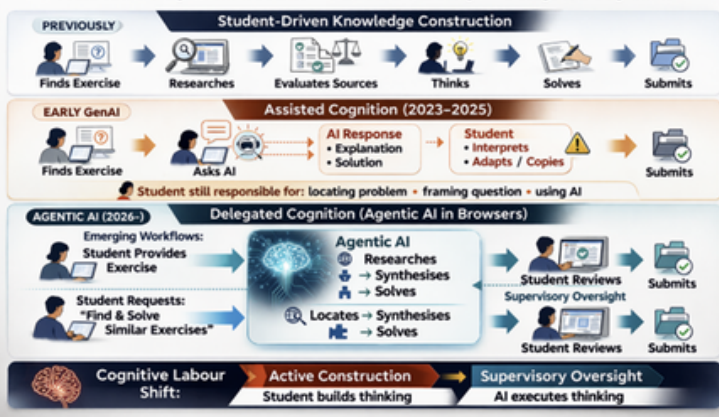 PREVIOUSLY
Student-Driven Knowledge Construction
Finds Exercise
Researches
Evaluates Sources
Thinks
Solves
Submits
EARLY GenAI
Assisted Cognition (2023–2025)
Finds Exercise
Asks AI
AI Response
• Explanation
• Solution
Student
• Interprets
• Adapts / Copies
Submits
Student still responsible for: locating problem • framing question • using AI
AGENTIC AI (2026-)
Delegated Cognition (Agentic AI in Browsers)
Emerging Workflows:
Student Provides
Exercise
Student Requests:
"Find & Solve
Similar Exercises"
Agentic AI
Researches
→ Synthesises
→ Solves
Locates → Synthesises
→ Solves
Student Reviews
Submits
Supervisory Oversight
Student Reviews
Submits
Cognitive Labour
Shift:
Active Construction
Student builds thinking
Supervisory Oversight
AI executes thinking